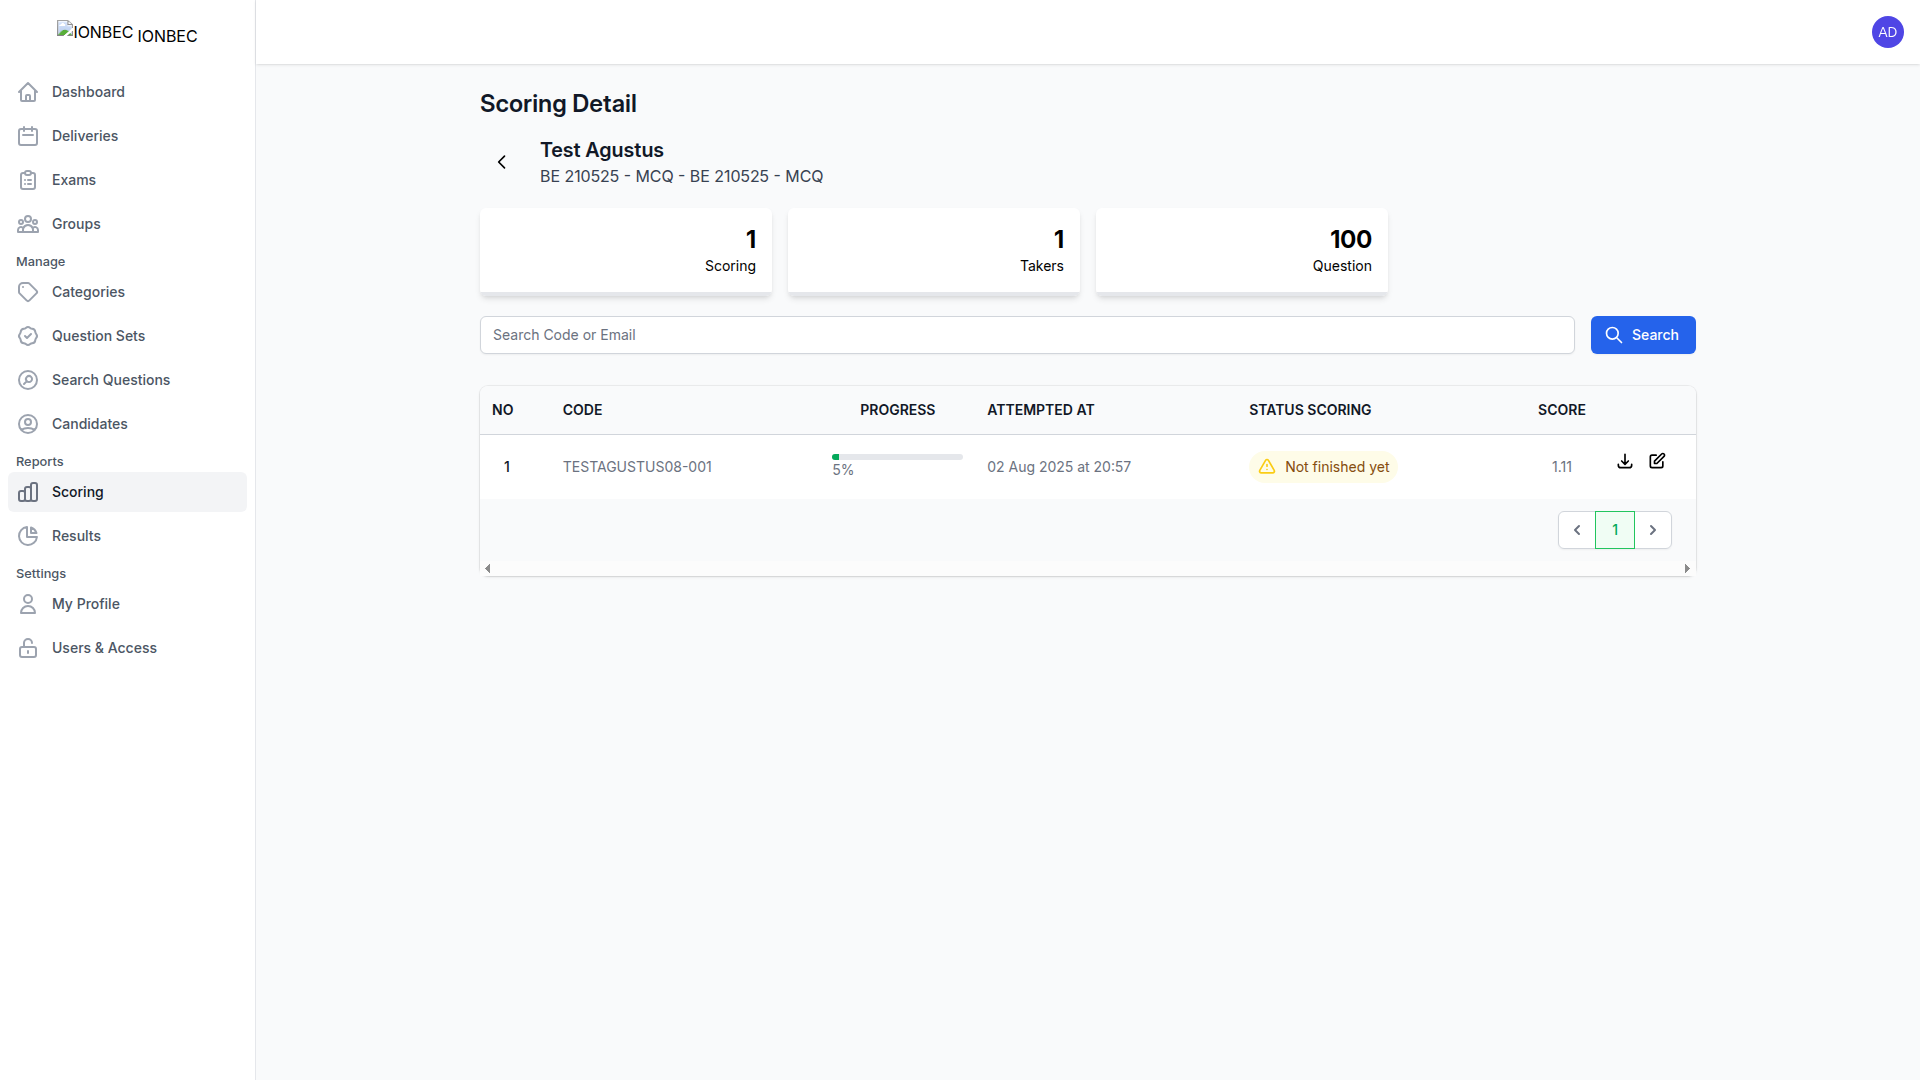 IONBEC IONBEC
AD
Dashboard
Deliveries
Exams
Groups
Manage
Categories
Question Sets
Search Questions
Candidates
Reports
Scoring
Results
Settings
My Profile
Users & Access
Scoring Detail
Test Agustus
BE 210525 - MCQ - BE 210525 - MCQ
1
Scoring
1
Takers
100
Question
Search Code or Email
Search
NO CODE PROGRESS ATTEMPTED AT STATUS SCORING SCORE
1 TESTAGUSTUS08-001 5% 02 Aug 2025 at 20:57 Not finished yet 1.11
1